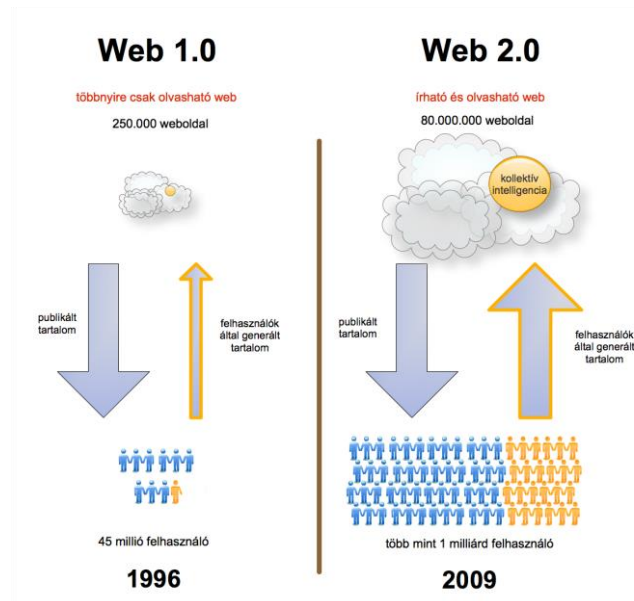 Web 1.0
többnyire csak olvasható web
250.000 weboldal
publikált
tartalom
felhasználók
által generált
tartalom
45 millió felhasználó
1996
Web 2.0
írható és olvasható web
80.000.000 weboldal
kollektív
intelligencia
publikált
tartalom
felhasználók
által generált
tartalom
több mint 1 milliárd felhasználó
2009